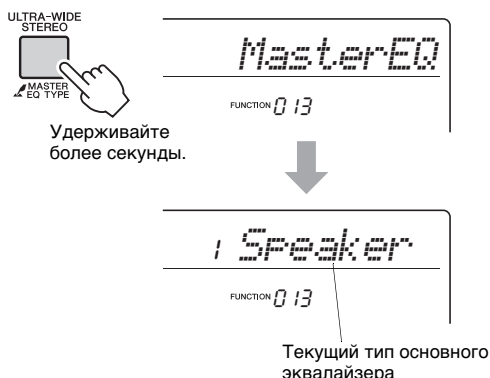 ULTRA-WIDE
STEREO
MASTER
EQ TYPE
Удерживайте
более секунды.
MasterEQ
FUNCTION 013
1 Speaker
FUNCTION 013
Текущий тип основного
эквалайзера